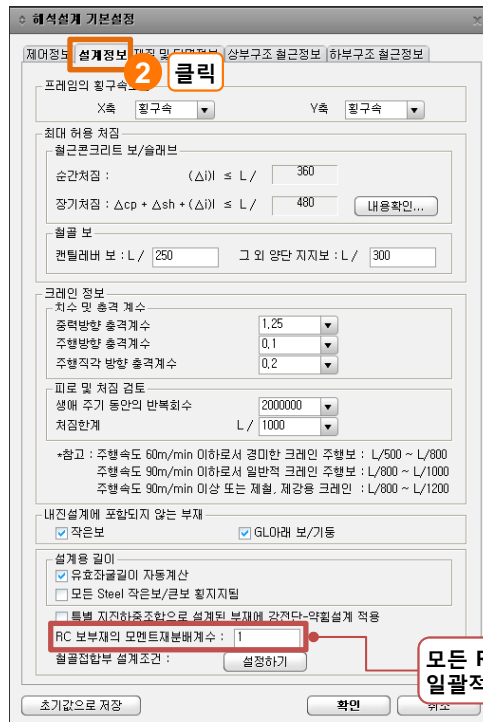 해석설계 기본설정
제어정보 설계정보 재질 및 단면정보 상부구조 철근정보 하부구조 철근정보
2 클릭
프레임의 횡구속
X축 횡구속 Y축 횡구속
최대 허용 처짐
철근콘크리트 보/슬래브
순간처짐 : (△i)l ≤ L / 360
장기처짐 : △cp + △sh + (△i)l ≤ L / 480 내용확인...
철골 보
캔틸레버 보 : L / 250 그 외 양단 지지보 : L / 300
크레인 정보
치수 및 충격 계수
중력방향 충격계수 1.25
주행방향 충격계수 0.1
주행직각 방향 충격계수 0.2
피로 및 처짐 검토
생애 주기 동안의 반복회수 2000000
처짐한계 L / 1000
*참고 : 주행속도 60m/min 이하로서 경미한 크레인 주행보 : L/500 ~ L/800
주행속도 90m/min 이하로서 일반적 크레인 주행보 : L/800 ~ L/1000
주행속도 90m/min 이상 또는 제철, 제강용 크레인 : L/800 ~ L/1200
내진설계에 포함되지 않는 부재
작은보 GL아래 보/기둥
설계용 길이
유효좌굴길이 자동계산
모든 Steel 작은보/큰보 횡지지됨
특별 지진하중조합으로 설계된 부재에 강전단-약휨설계 적용
RC 보부재의 모멘트재분배계수 : 1
철골접합부 설계조건 : 설정하기
모든
일괄적
초기값으로 저장 확인 취소